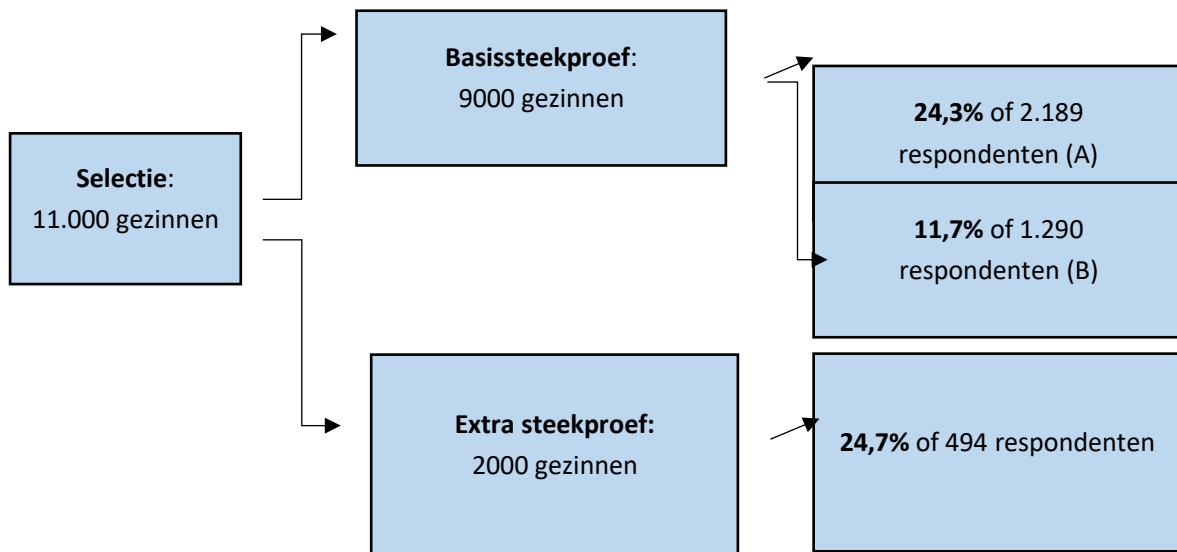 Selectie:
11.000 gezinnen
Basissteekproef:
9000 gezinnen
24,3% of 2.189
respondenten (A)
11,7% of 1.290
respondenten (B)
Extra steekproef:
2000 gezinnen
24,7% of 494 respondenten